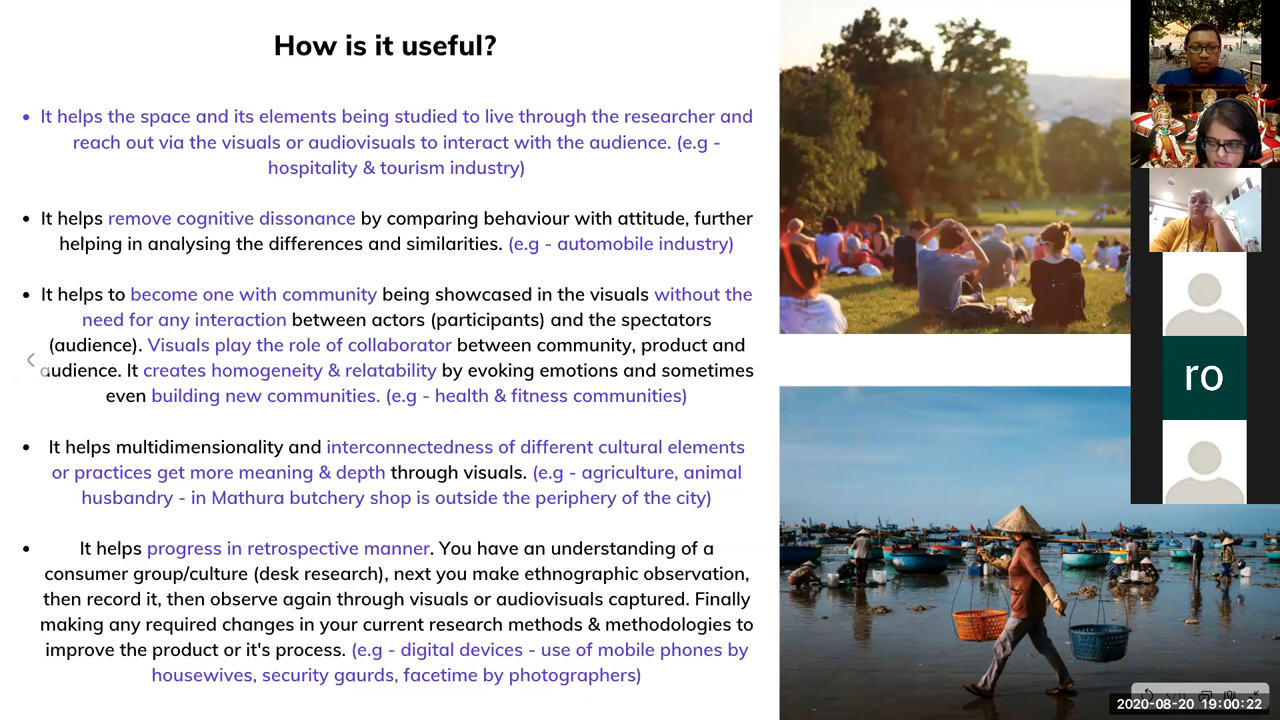 How is it useful?
• It helps the space and its elements being studied to live through the researcher and
reach out via the visuals or audiovisuals to interact with the audience. (e.g -
hospitality & tourism industry)
• It helps remove cognitive dissonance by comparing behaviour with attitude, further
helping in analysing the differences and similarities. (e.g - automobile industry)
• It helps to become one with community being showcased in the visuals without the
need for any interaction between actors (participants) and the spectators
(audience). Visuals play the role of collaborator between community, product and
audience. It creates homogeneity & relatability by evoking emotions and sometimes
even building new communities. (e.g - health & fitness communities)
• It helps multidimensionality and interconnectedness of different cultural elements
or practices get more meaning & depth through visuals. (e.g - agriculture, animal
husbandry - in Mathura butchery shop is outside the periphery of the city)
• It helps progress in retrospective manner. You have an understanding of a
consumer group/culture (desk research), next you make ethnographic observation,
then record it, then observe again through visuals or audiovisuals captured. Finally
making any required changes in your current research methods & methodologies to
improve the product or it's process. (e.g - digital devices - use of mobile phones by
housewives, security gaurds, facetime by photographers)
ro
2020-08-20 19:00:22